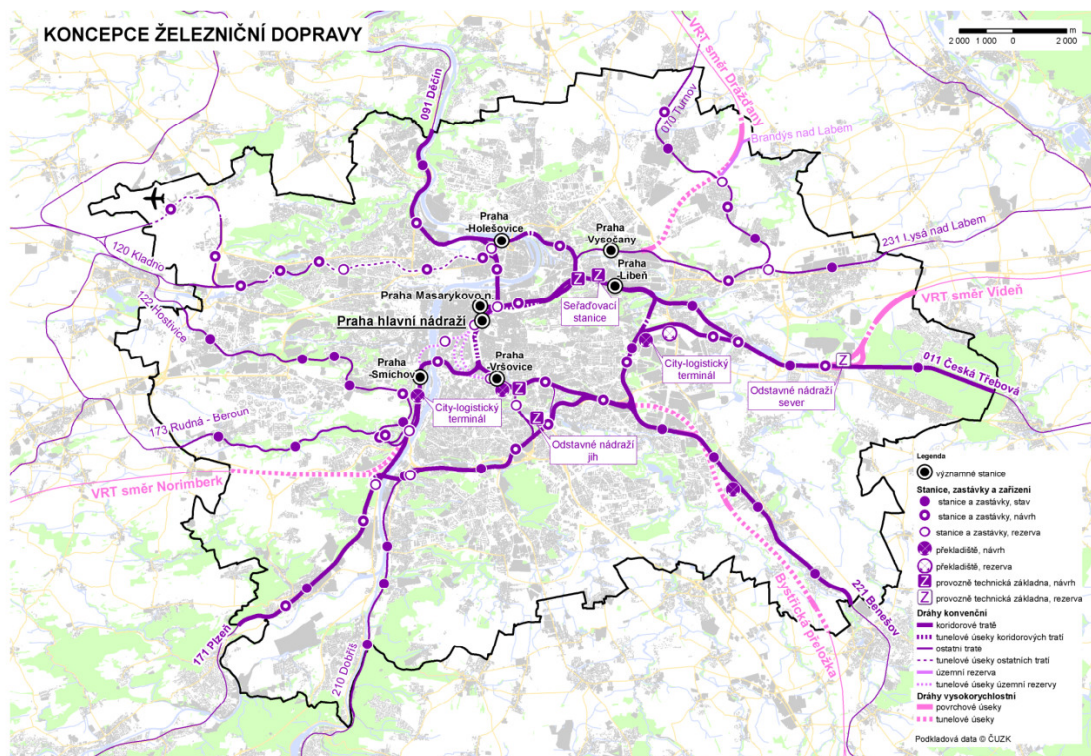 KONCEPCE ŽELEZNIČNÍ DOPRAVY
2 000 1 000 0 2 000 m
091 Děčín
070 Turnov
VRT směr Drážďany
Brandýs nad Labem
120 Kladno
Praha
-Holešovice
Praha
Vysočany
231 Lysá nad Labem
Praha
-Libeň
122 Hostivice
Praha Masarykovo n.
Praha hlavní nádraží
Seřaďovací
stanice
VRT směr Vídeň
Praha
-Smíchov
Praha
-Vršovice
City-logistický
terminál
011 Česká Třebová
Odstavné nádraží
sever
City-logistický
terminál
173 Rudná - Beroun
Odstavné nádraží
jih
VRT směr Norimberk
171 Plzeň
210 Dobříš
Bystrická přeložka
221 Benešov
Legenda
významné stanice
Stanice, zastávky a zařízení
stanice a zastávky, stav
stanice a zastávky, návrh
stanice a zastávky, rezerva
překladiště, návrh
překladiště, rezerva
Z provozně technická základna, návrh
Z provozně technická základna, rezerva
Dráhy konvenční
koridorové tratě
tunelové úseky koridorových tratí
ostatní tratě
tunelové úseky ostatních tratí
územní rezerva
tunelové úseky územní rezervy
Dráhy vysokorychlostní
povrchové úseky
tunelové úseky
Podkladová data © ČUZK